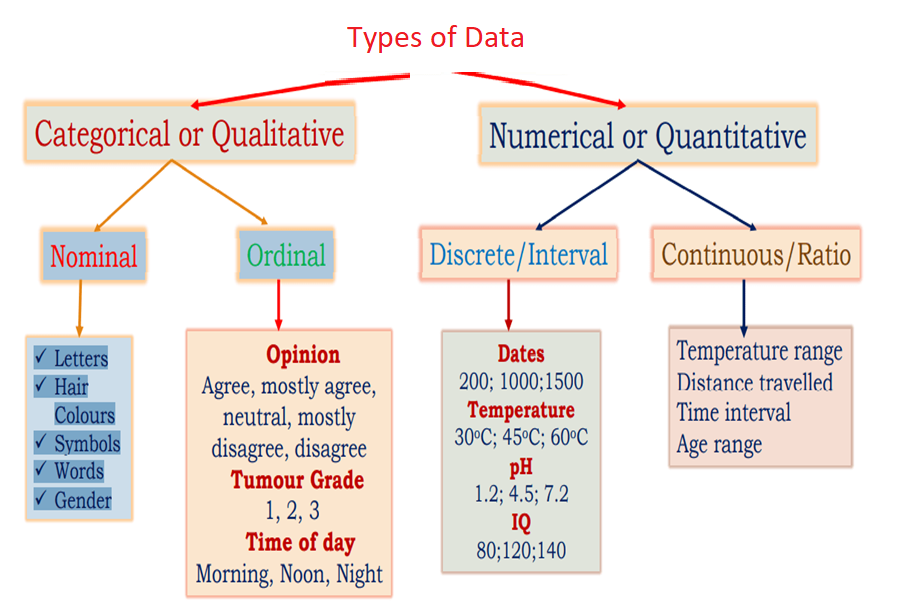 Types of Data
Categorical or Qualitative
Numerical or Quantitative
Nominal
Ordinal
Discrete/Interval
Continuous/Ratio
✓ Letters
✓ Hair
Colours
✓ Symbols
✓ Words
✓ Gender
Opinion
Agree, mostly agree,
neutral, mostly
disagree, disagree
Tumour Grade
1, 2, 3
Time of day
Morning, Noon, Night
Dates
200; 1000;1500
Temperature
30ºC; 45ºC; 60ºC
pH
1.2; 4.5; 7.2
IQ
80;120;140
Temperature range
Distance travelled
Time interval
Age range